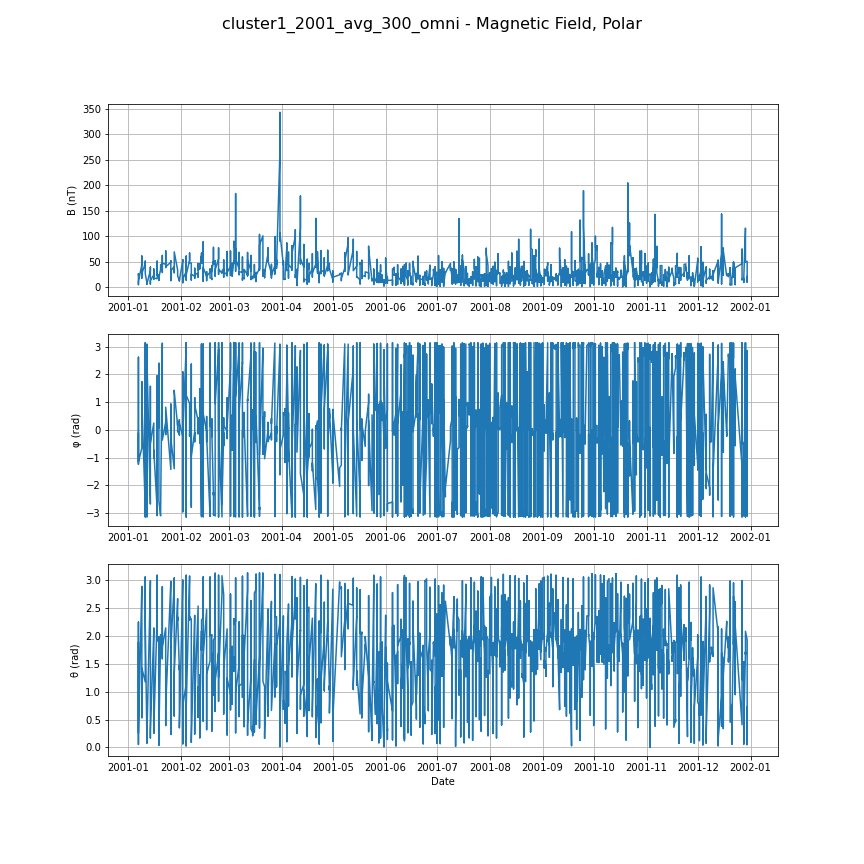 cluster1_2001_avg_300_omni - Magnetic Field, Polar
350
300
250
200
150
100
50
0
B (nT)
2001-01 2001-02 2001-03 2001-04 2001-05 2001-06 2001-07 2001-08 2001-09 2001-10 2001-11 2001-12 2002-01
3
2
1
0
−1
−2
−3
φ (rad)
2001-01 2001-02 2001-03 2001-04 2001-05 2001-06 2001-07 2001-08 2001-09 2001-10 2001-11 2001-12 2002-01
3.0
2.5
2.0
1.5
1.0
0.5
0.0
θ (rad)
2001-01 2001-02 2001-03 2001-04 2001-05 2001-06 2001-07 2001-08 2001-09 2001-10 2001-11 2001-12 2002-01
Date